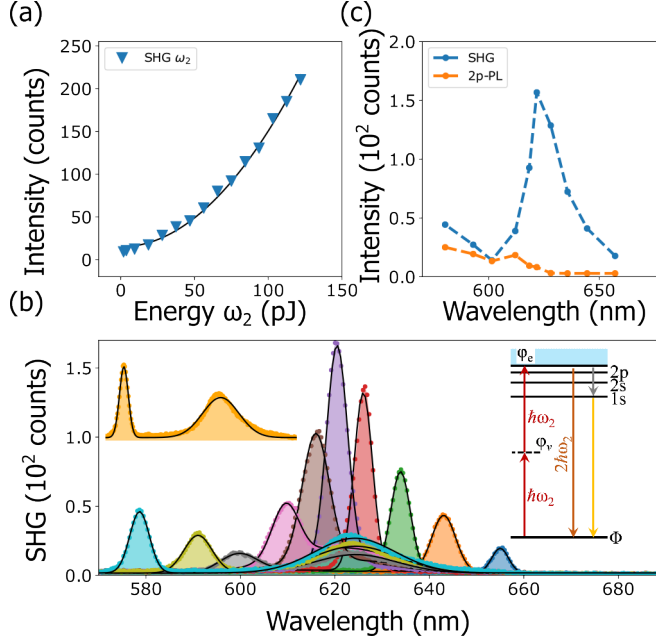 (a)
Intensity (counts)
250
200
150
100
50
0
SHG ω₂
0
50
100
150
Energy ω₂ (pJ)
(c)
Intensity (10² counts)
2.0
1.5
1.0
0.5
0.0
SHG
2p-PL
600
650
Wavelength (nm)
(b)
SHG (10² counts)
1.5
1.0
0.5
0.0
580
600
620
640
660
680
Wavelength (nm)
φₑ
2p
2s
1s
ħω₂
φᵥ
2ħω₂
ħω₂
Φ